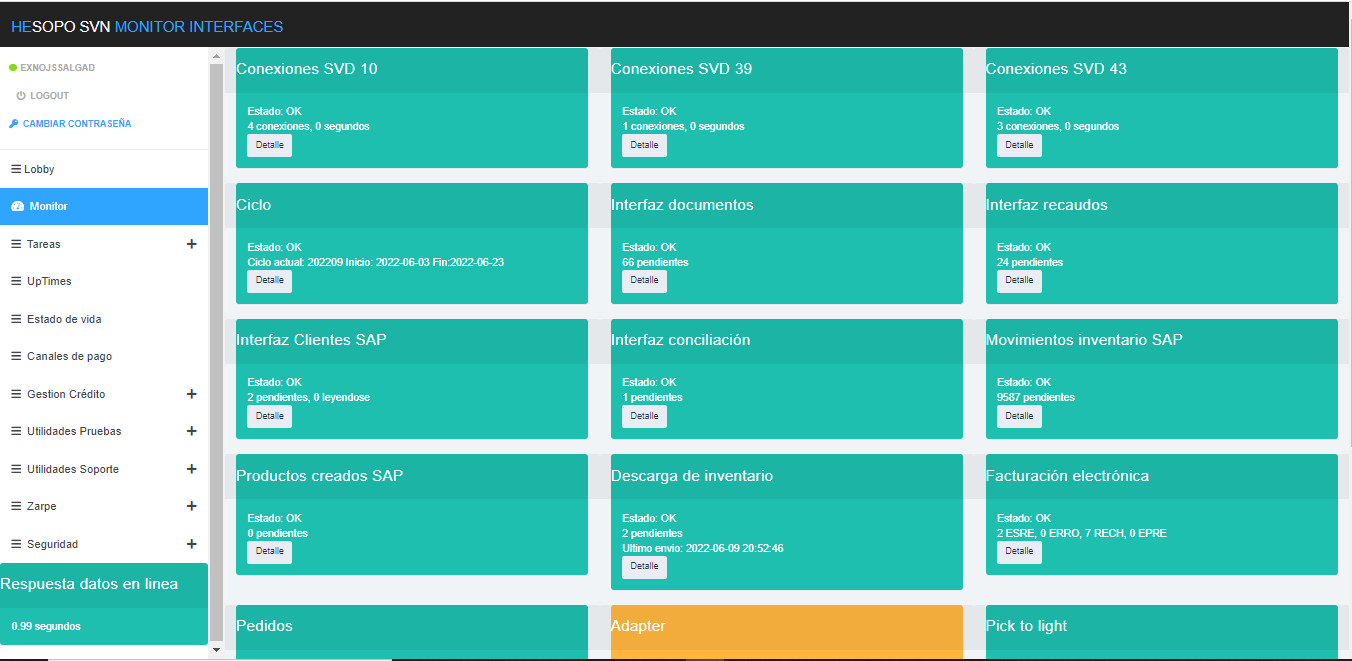 HESOPO SVN MONITOR INTERFACES
EXNOJSSALGAD
LOGOUT
CAMBIAR CONTRASEÑA
Lobby
Monitor
Tareas +
UpTimes
Estado de vida
Canales de pago
Gestion Crédito +
Utilidades Pruebas +
Utilidades Soporte +
Zarpe +
Seguridad +
Respuesta datos en linea
0.99 segundos
Conexiones SVD 10
Estado: OK
4 conexiones, 0 segundos
Detalle
Conexiones SVD 39
Estado: OK
1 conexiones, 0 segundos
Detalle
Conexiones SVD 43
Estado: OK
3 conexiones, 0 segundos
Detalle
Ciclo
Estado: OK
Ciclo actual: 202209 Inicio: 2022-06-03 Fin:2022-06-23
Detalle
Interfaz documentos
Estado: OK
66 pendientes
Detalle
Interfaz recaudos
Estado: OK
24 pendientes
Detalle
Interfaz Clientes SAP
Estado: OK
2 pendientes, 0 leyendose
Detalle
Interfaz conciliación
Estado: OK
1 pendientes
Detalle
Movimientos inventario SAP
Estado: OK
9587 pendientes
Detalle
Productos creados SAP
Estado: OK
0 pendientes
Detalle
Descarga de inventario
Estado: OK
2 pendientes
Ultimo envio: 2022-06-09 20:52:46
Detalle
Facturación electrónica
Estado: OK
2 ESRE, 0 ERRO, 7 RECH, 0 EPRE
Detalle
Pedidos
Adapter
Pick to light